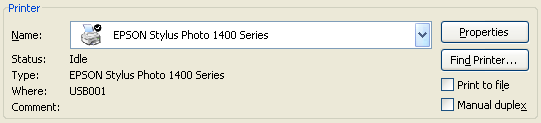 Printer
Name: EPSON Stylus Photo 1400 Series Properties
Status: Idle
Type: EPSON Stylus Photo 1400 Series Find Printer...
Where: USB001 Print to file
Comment: Manual duplex